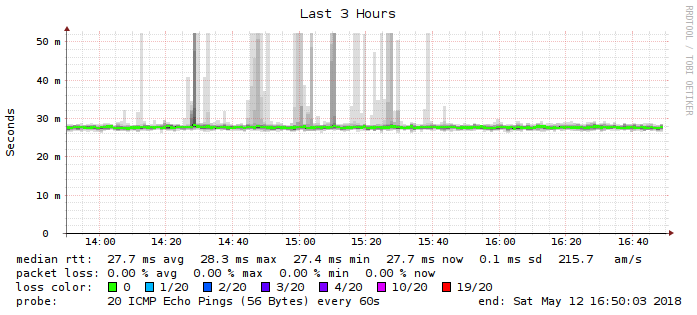 Last 3 Hours
RRDTOOL / TOBI OETIKER
Seconds
50 m
40 m
30 m
20 m
10 m
0
14:00 14:20 14:40 15:00 15:20 15:40 16:00 16:20 16:40
median rtt: 27.7 ms avg 28.3 ms max 27.4 ms min 27.7 ms now 0.1 ms sd 215.7 am/s
packet loss: 0.00 % avg 0.00 % max 0.00 % min 0.00 % now
loss color: 0 1/20 2/20 3/20 4/20 10/20 19/20
probe: 20 ICMP Echo Pings (56 Bytes) every 60s end: Sat May 12 16:50:03 2018